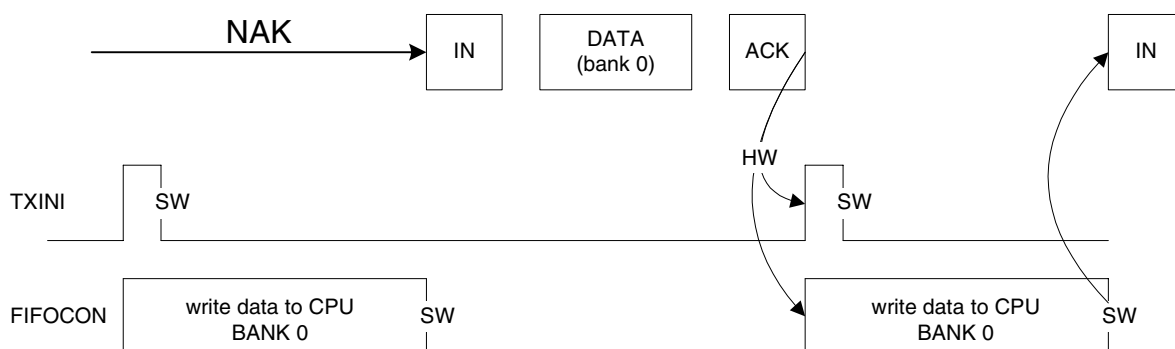 NAK
IN
DATA
(bank 0)
ACK
IN
HW
TXINI
SW
SW
FIFOCON
write data to CPU
BANK 0
SW
write data to CPU
BANK 0
SW